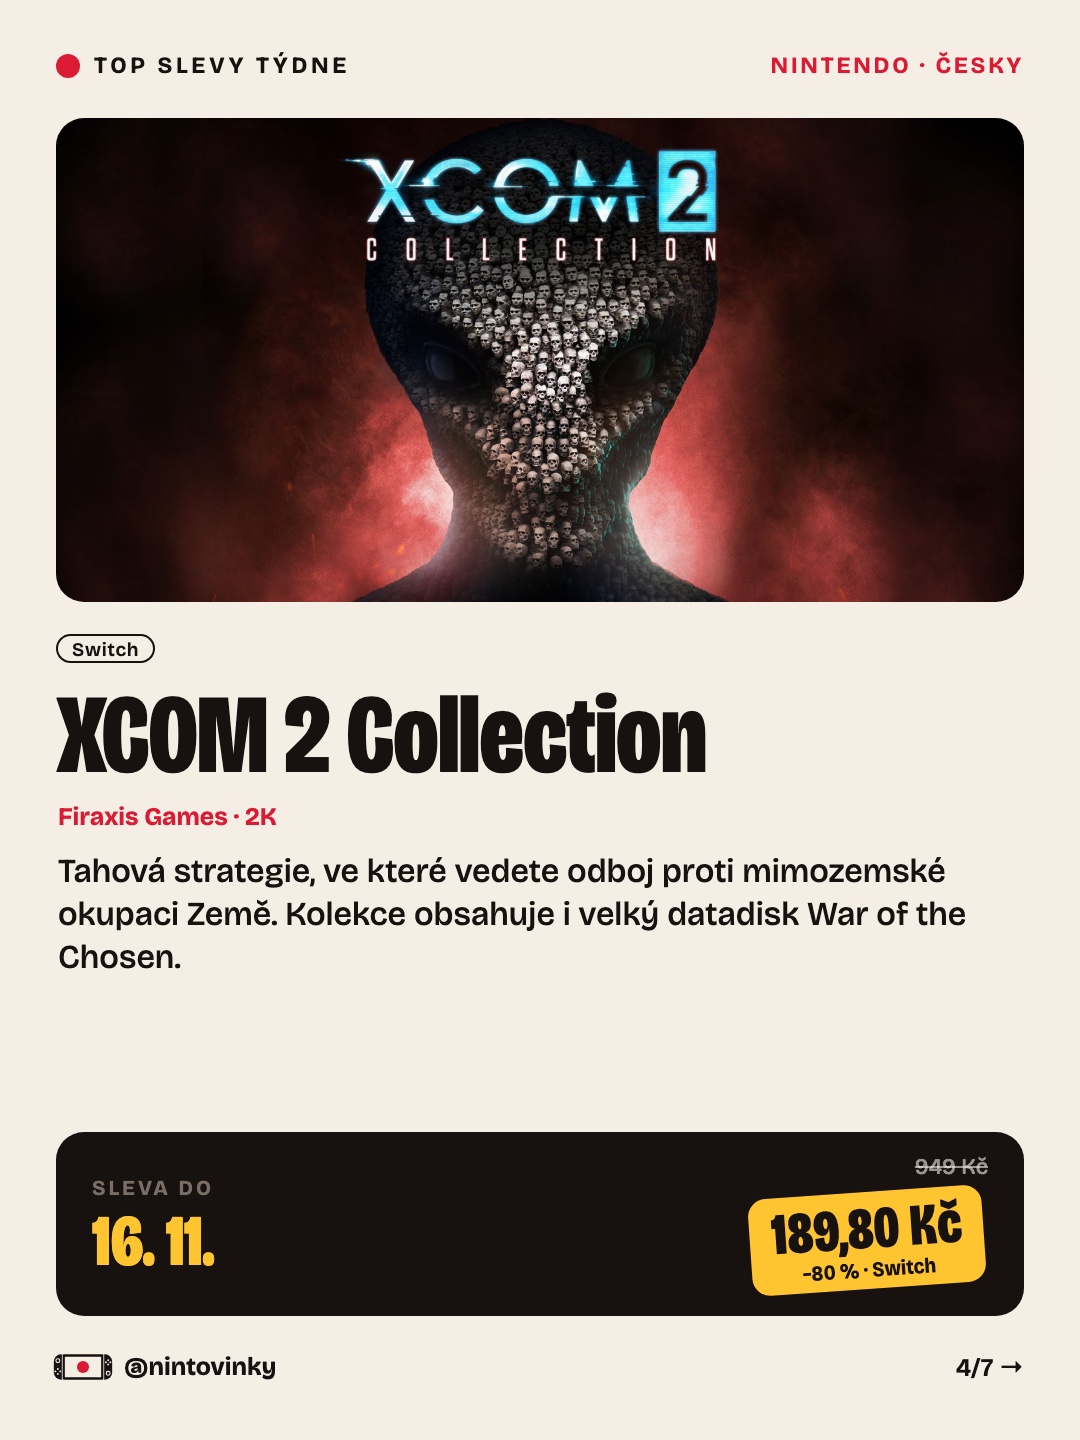 TOP SLEVY TÝDNE
NINTENDO · ČESKY
XCOM 2
COLLECTION
Switch
XCOM 2 Collection
Firaxis Games · 2K
Tahová strategie, ve které vedete odboj proti mimozemské
okupaci Země. Kolekce obsahuje i velký datadisk War of the
Chosen.
SLEVA DO
16. 11.
949 Kč
189,80 Kč
-80 % · Switch
@nintovinky
4/7 →